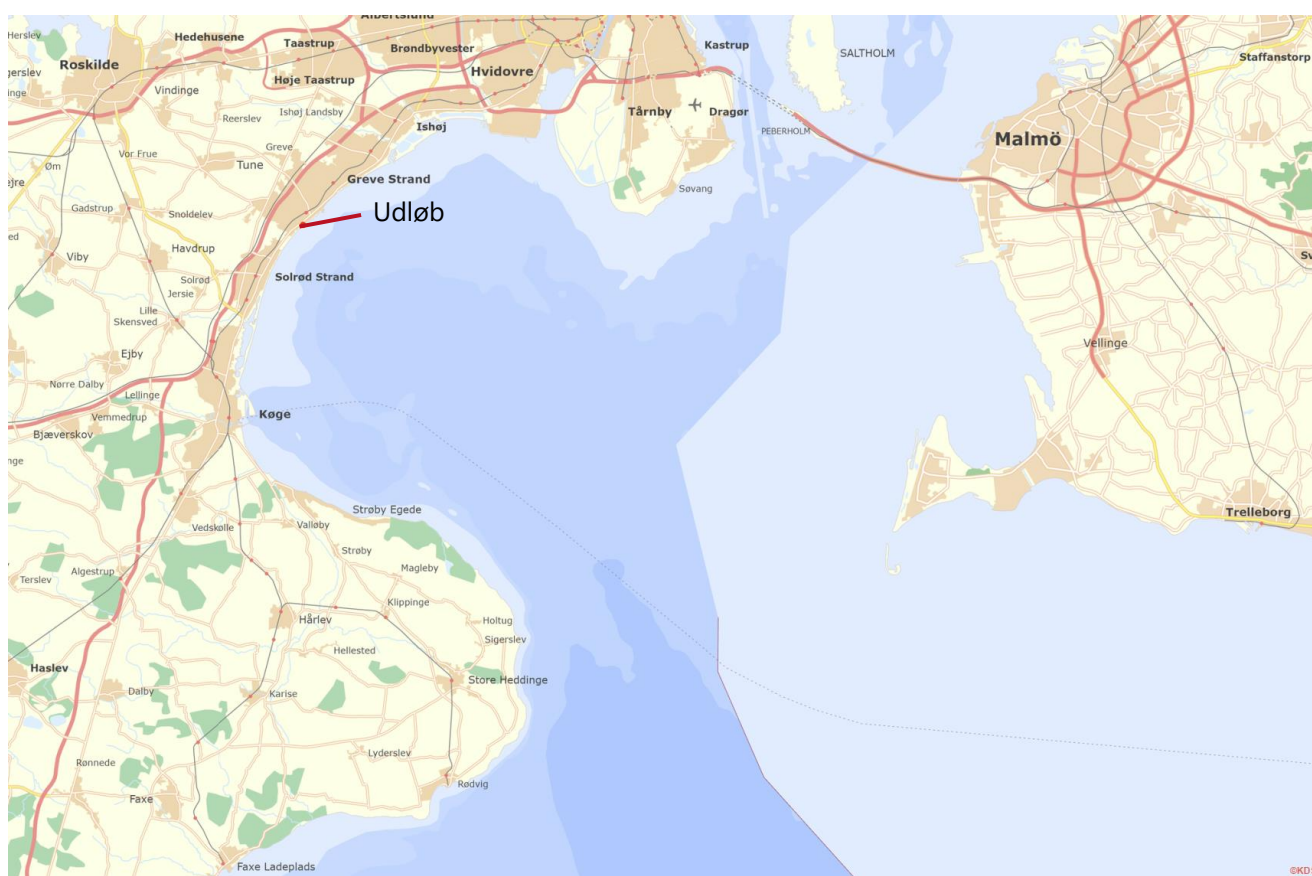 Albertslund
Herslev
Hedehusene
Taastrup
Brøndbyvester
Kastrup
SALTHOLM
Staffanstorp
Roskilde
Hvidovre
Høje Taastrup
Vindinge
Ishøj Landsby
Tårnby
Dragør
Reerslev
Ishøj
PEBERHOLM
Malmö
Vor Frue
Greve
Øm
Tune
Greve Strand
Søvang
Gadstrup
Snoldelev
Udløb
Havdrup
Viby
Solrød
Solrød Strand
Jersie
Lille
Skensved
Vellinge
Ejby
Nørre Dalby
Lellinge
Vemmedrup
Køge
Bjæverskov
Strøby Egede
Trelleborg
Vedskølle
Valløby
Strøby
Magleby
Algestrup
Terslev
Klippinge
Hårlev
Holtug
Sigerslev
Hellested
Haslev
Store Heddinge
Dalby
Karise
Lyderslev
Rønnede
Rødvig
Faxe
Faxe Ladeplads
©KD